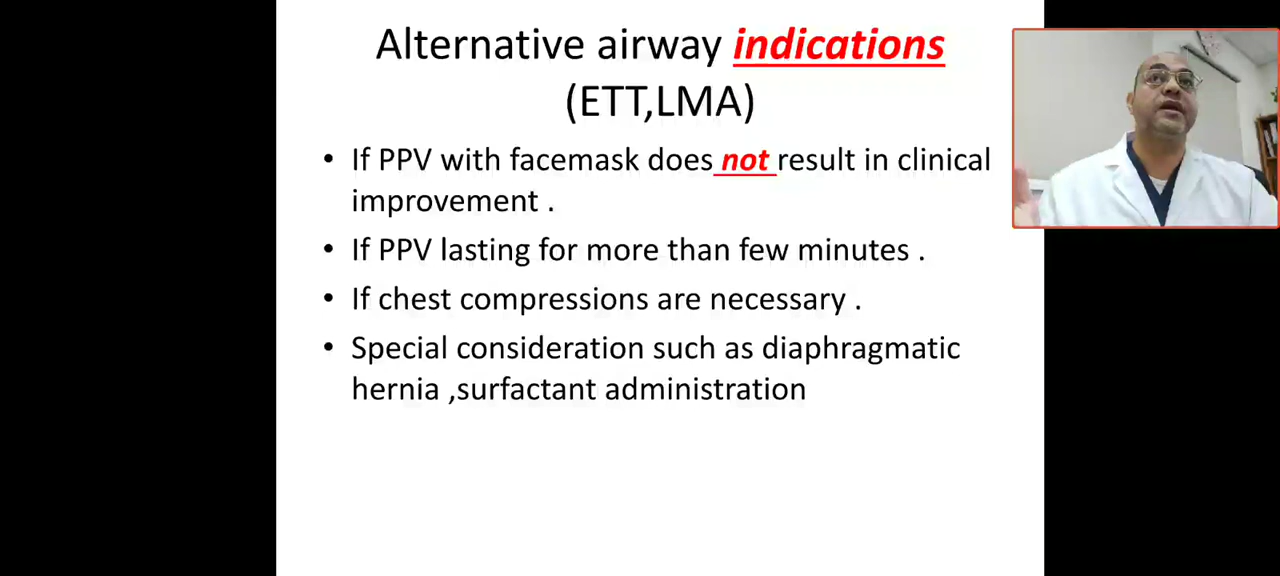 Alternative airway indications
(ETT,LMA)
• If PPV with facemask does not result in clinical
improvement .
• If PPV lasting for more than few minutes .
• If chest compressions are necessary .
• Special consideration such as diaphragmatic
hernia ,surfactant administration